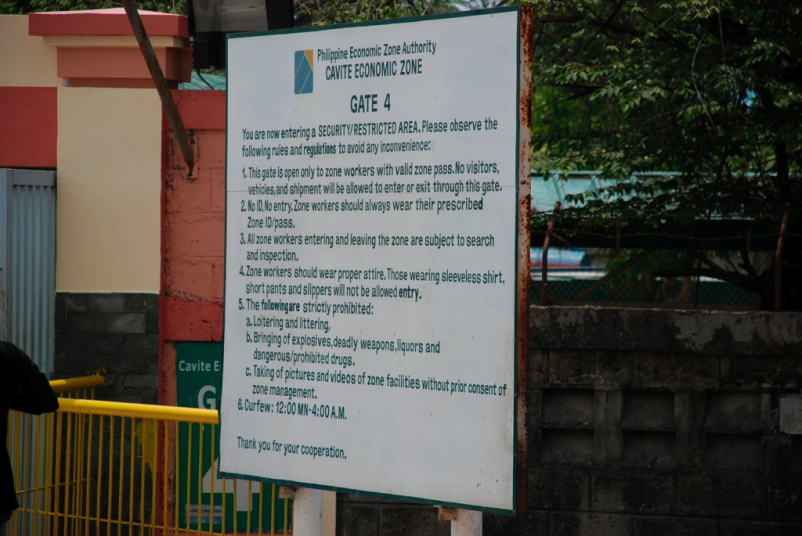 Philippine Economic Zone Authority
CAVITE ECONOMIC ZONE
GATE 4
You are now entering a SECURITY/RESTRICTED AREA. Please observe the
following rules and regulations to avoid any inconvenience:
1. This gate is open only to zone workers with valid zone pass. No visitors,
vehicles, and shipment will be allowed to enter or exit through this gate.
2. No ID, No entry. Zone workers should always wear their prescribed
Zone ID/pass.
3. All zone workers entering and leaving the zone are subject to search
and inspection.
4. Zone workers should wear proper attire. Those wearing sleeveless shirt,
short pants and slippers will not be allowed entry.
5. The following are strictly prohibited:
a. Loitering and littering,
b. Bringing of explosives, deadly weapons, liquors and
dangerous/prohibited drugs.
c. Taking of pictures and videos of zone facilities without prior consent of
zone management.
6. Curfew: 12:00 MN-4:00 A.M.
Thank you for your cooperation.
Cavite E
G
4